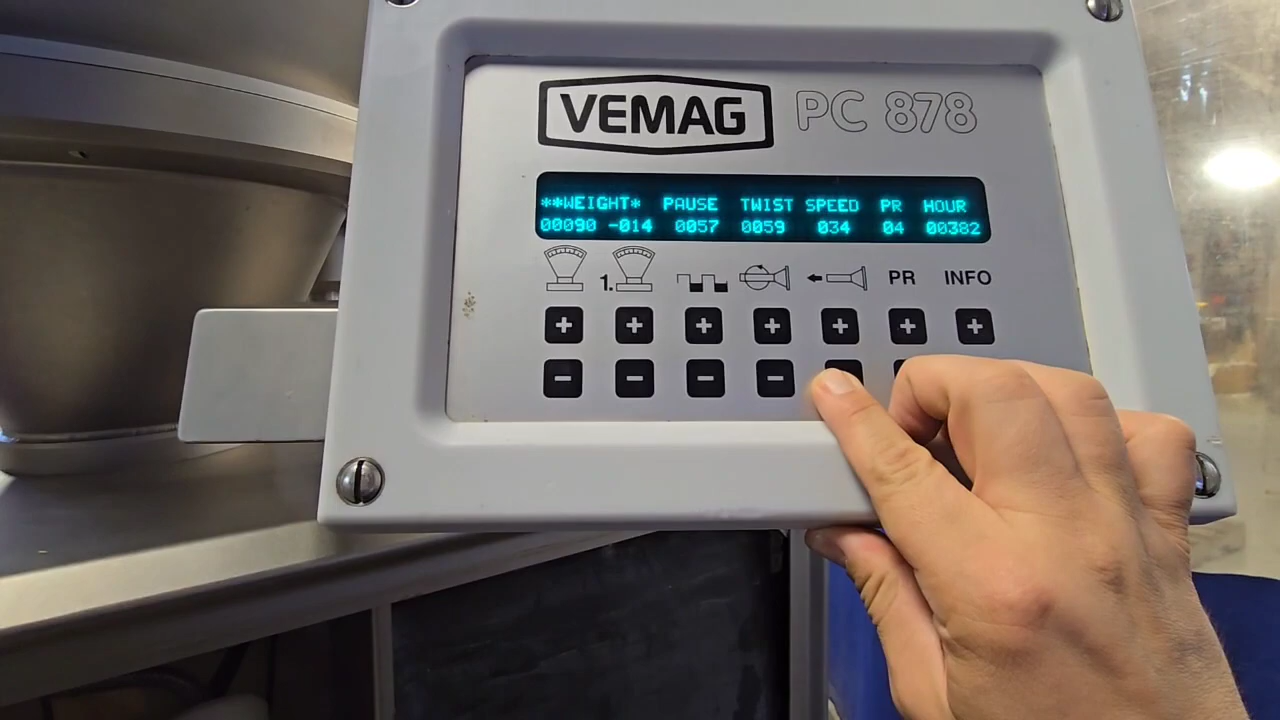 VEMAG PC 878
**WEIGHT* PAUSE TWIST SPEED PR HOUR
00090 -014 0057 0059 034 04 00382
1. PR INFO
+ + + + + + +
- - - -